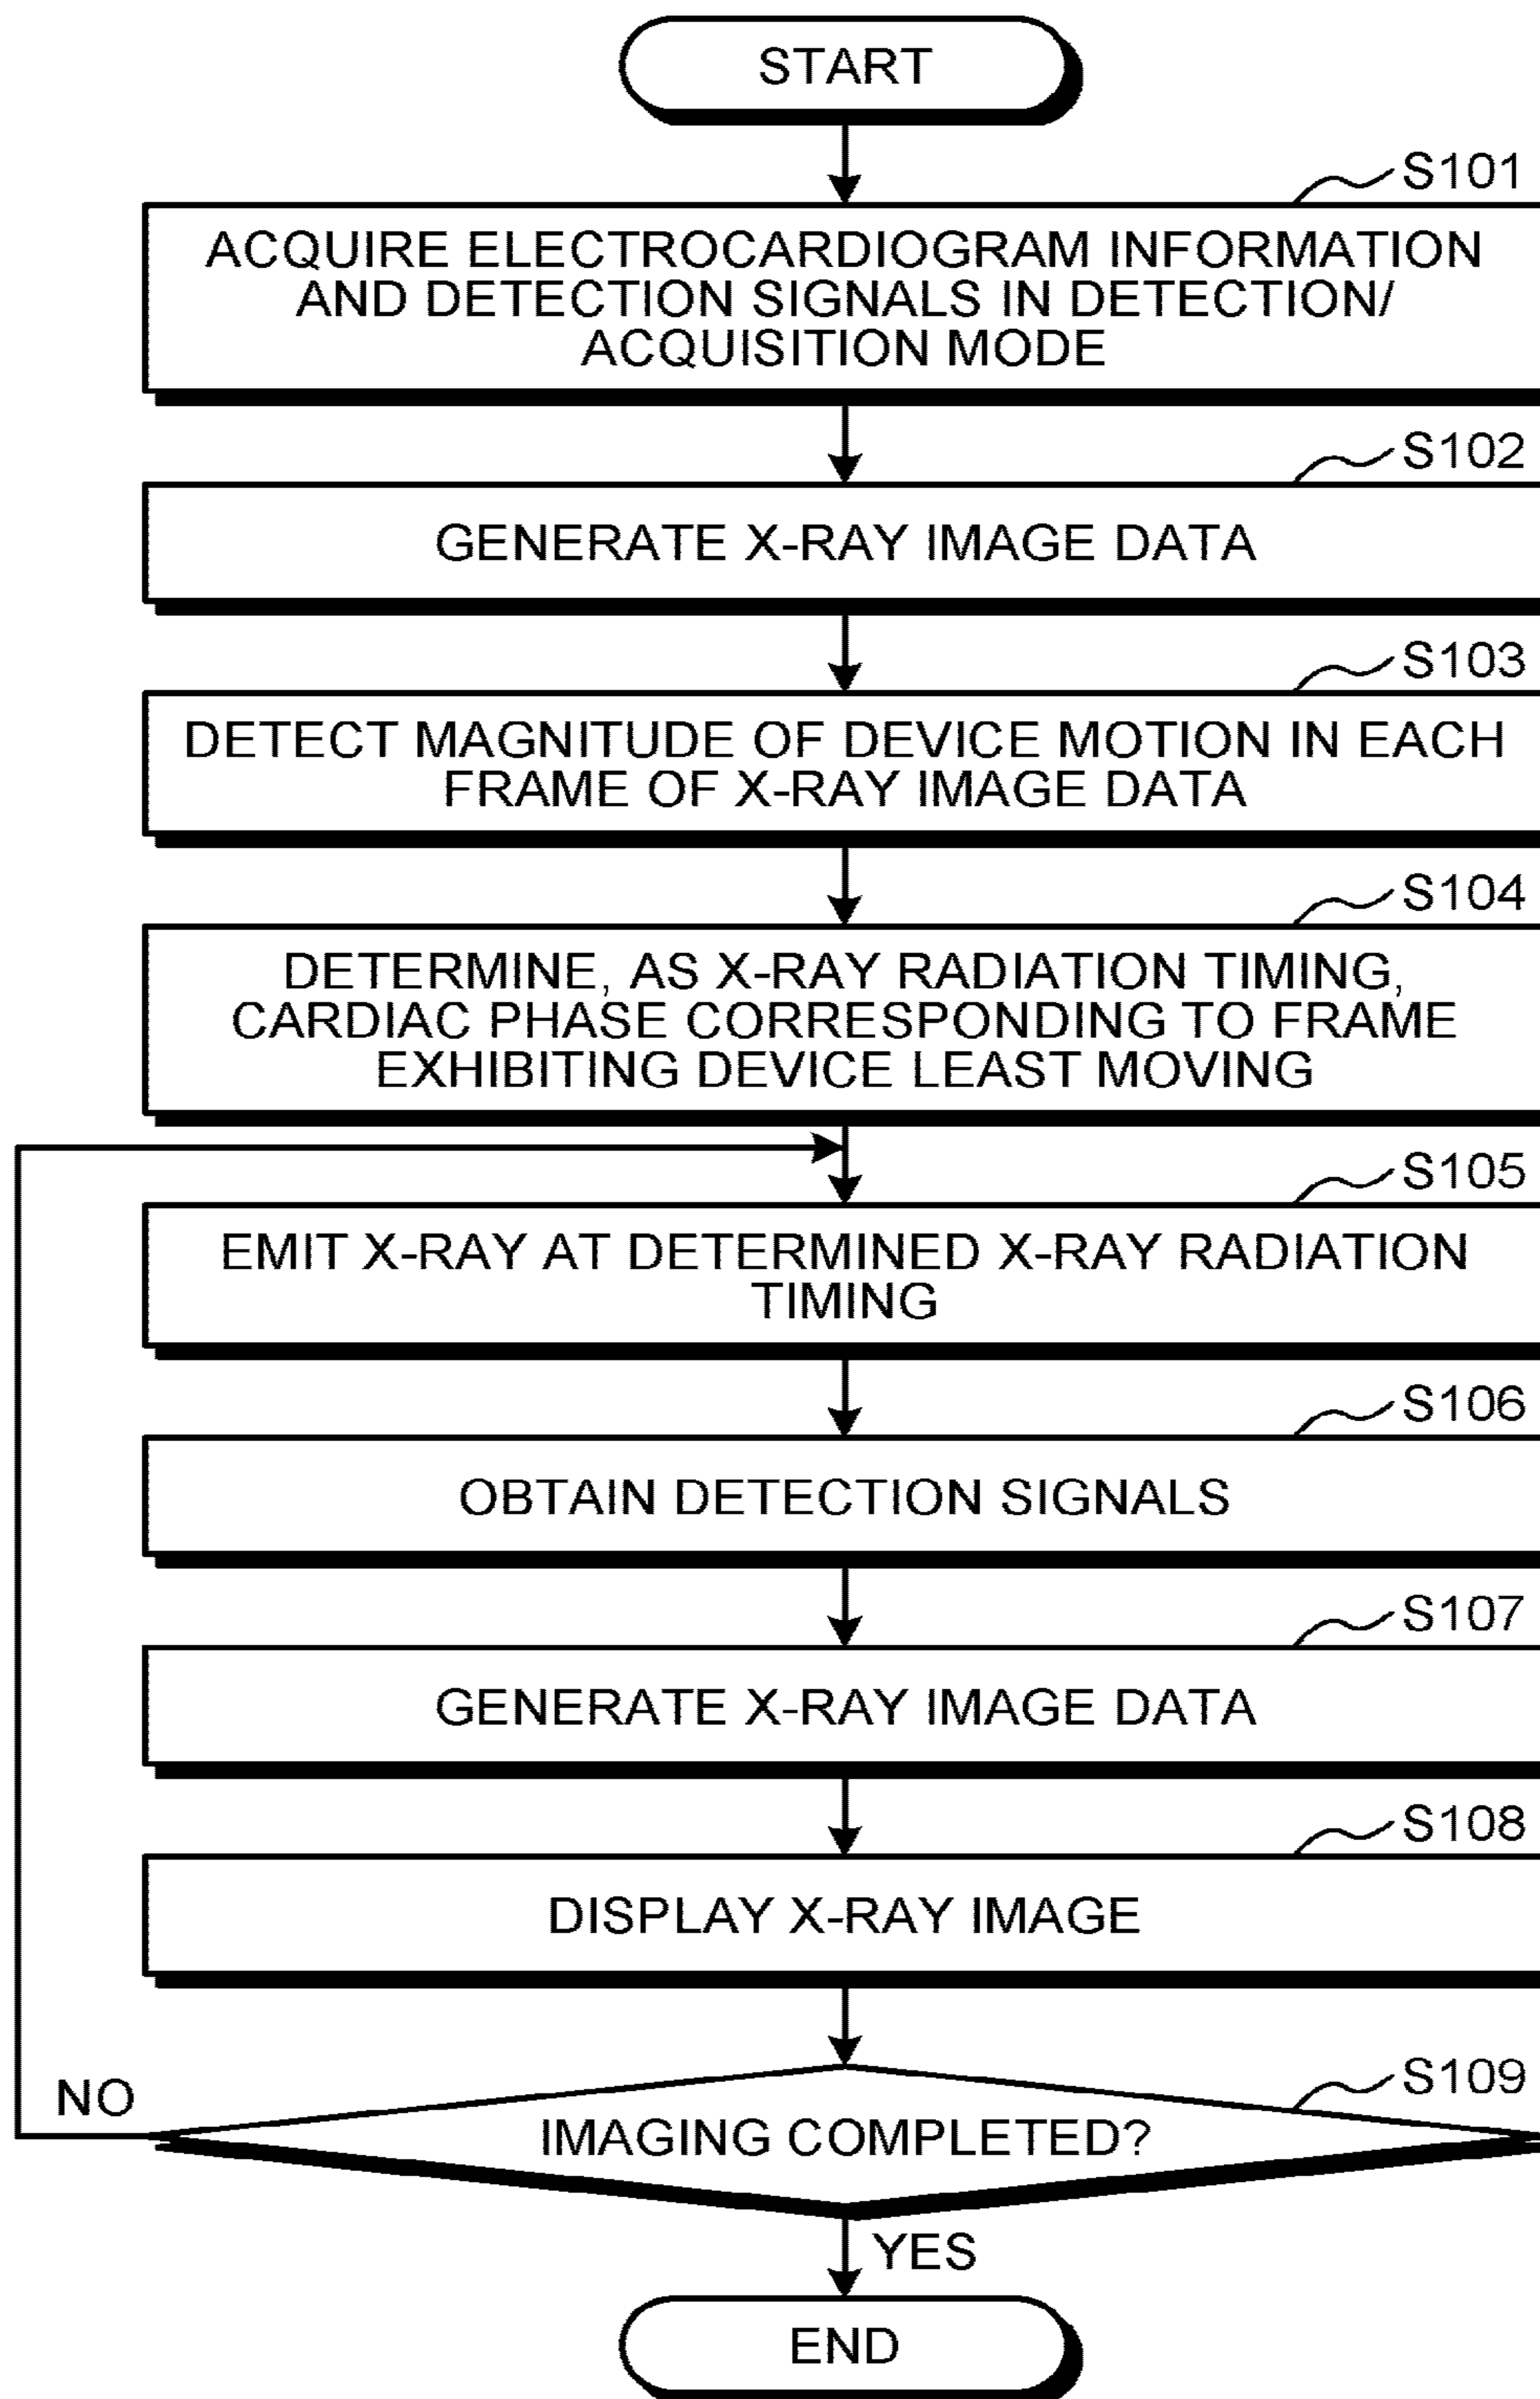 START
S101
ACQUIRE ELECTROCARDIOGRAM INFORMATION
AND DETECTION SIGNALS IN DETECTION/
ACQUISITION MODE
S102
GENERATE X-RAY IMAGE DATA
S103
DETECT MAGNITUDE OF DEVICE MOTION IN EACH
FRAME OF X-RAY IMAGE DATA
S104
DETERMINE, AS X-RAY RADIATION TIMING,
CARDIAC PHASE CORRESPONDING TO FRAME
EXHIBITING DEVICE LEAST MOVING
S105
EMIT X-RAY AT DETERMINED X-RAY RADIATION
TIMING
S106
OBTAIN DETECTION SIGNALS
S107
GENERATE X-RAY IMAGE DATA
S108
DISPLAY X-RAY IMAGE
S109
NO
IMAGING COMPLETED?
YES
END